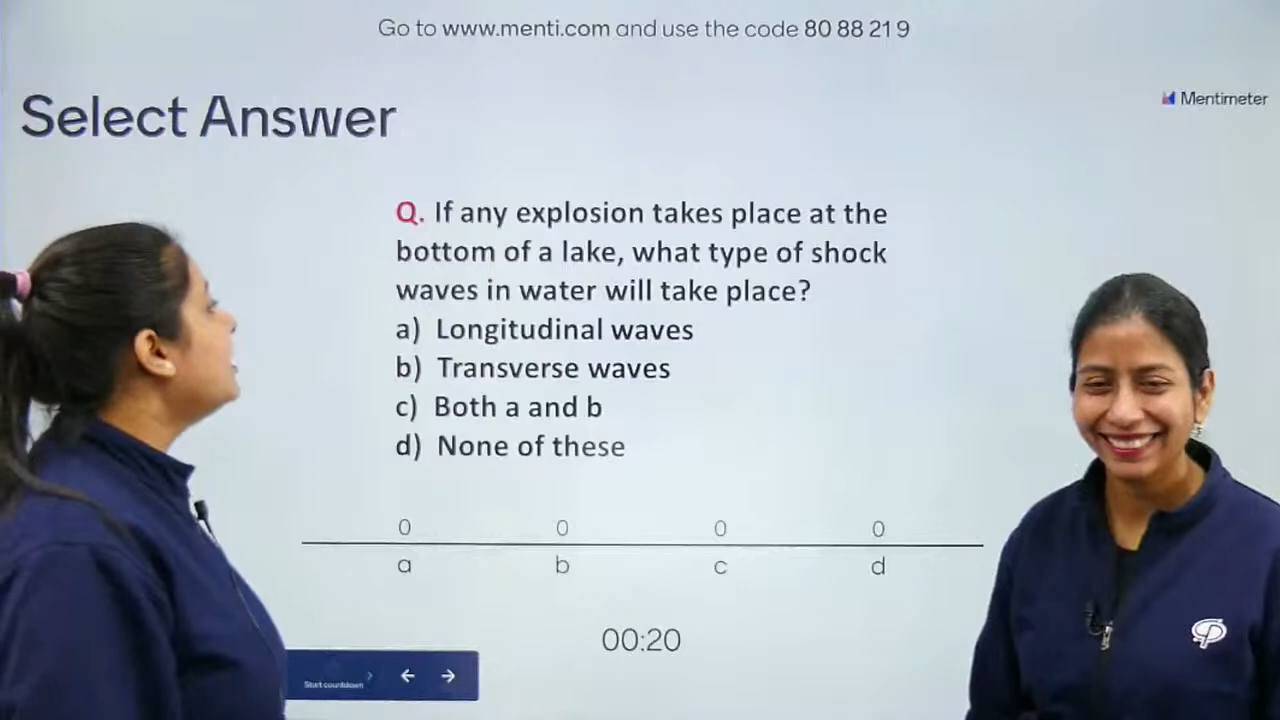 Go to www.menti.com and use the code 80 88 21 9
Mentimeter
Select Answer
Q. If any explosion takes place at the
bottom of a lake, what type of shock
waves in water will take place?
a) Longitudinal waves
b) Transverse waves
c) Both a and b
d) None of these
0 0 0 0
a b c d
00:20
Start countdown